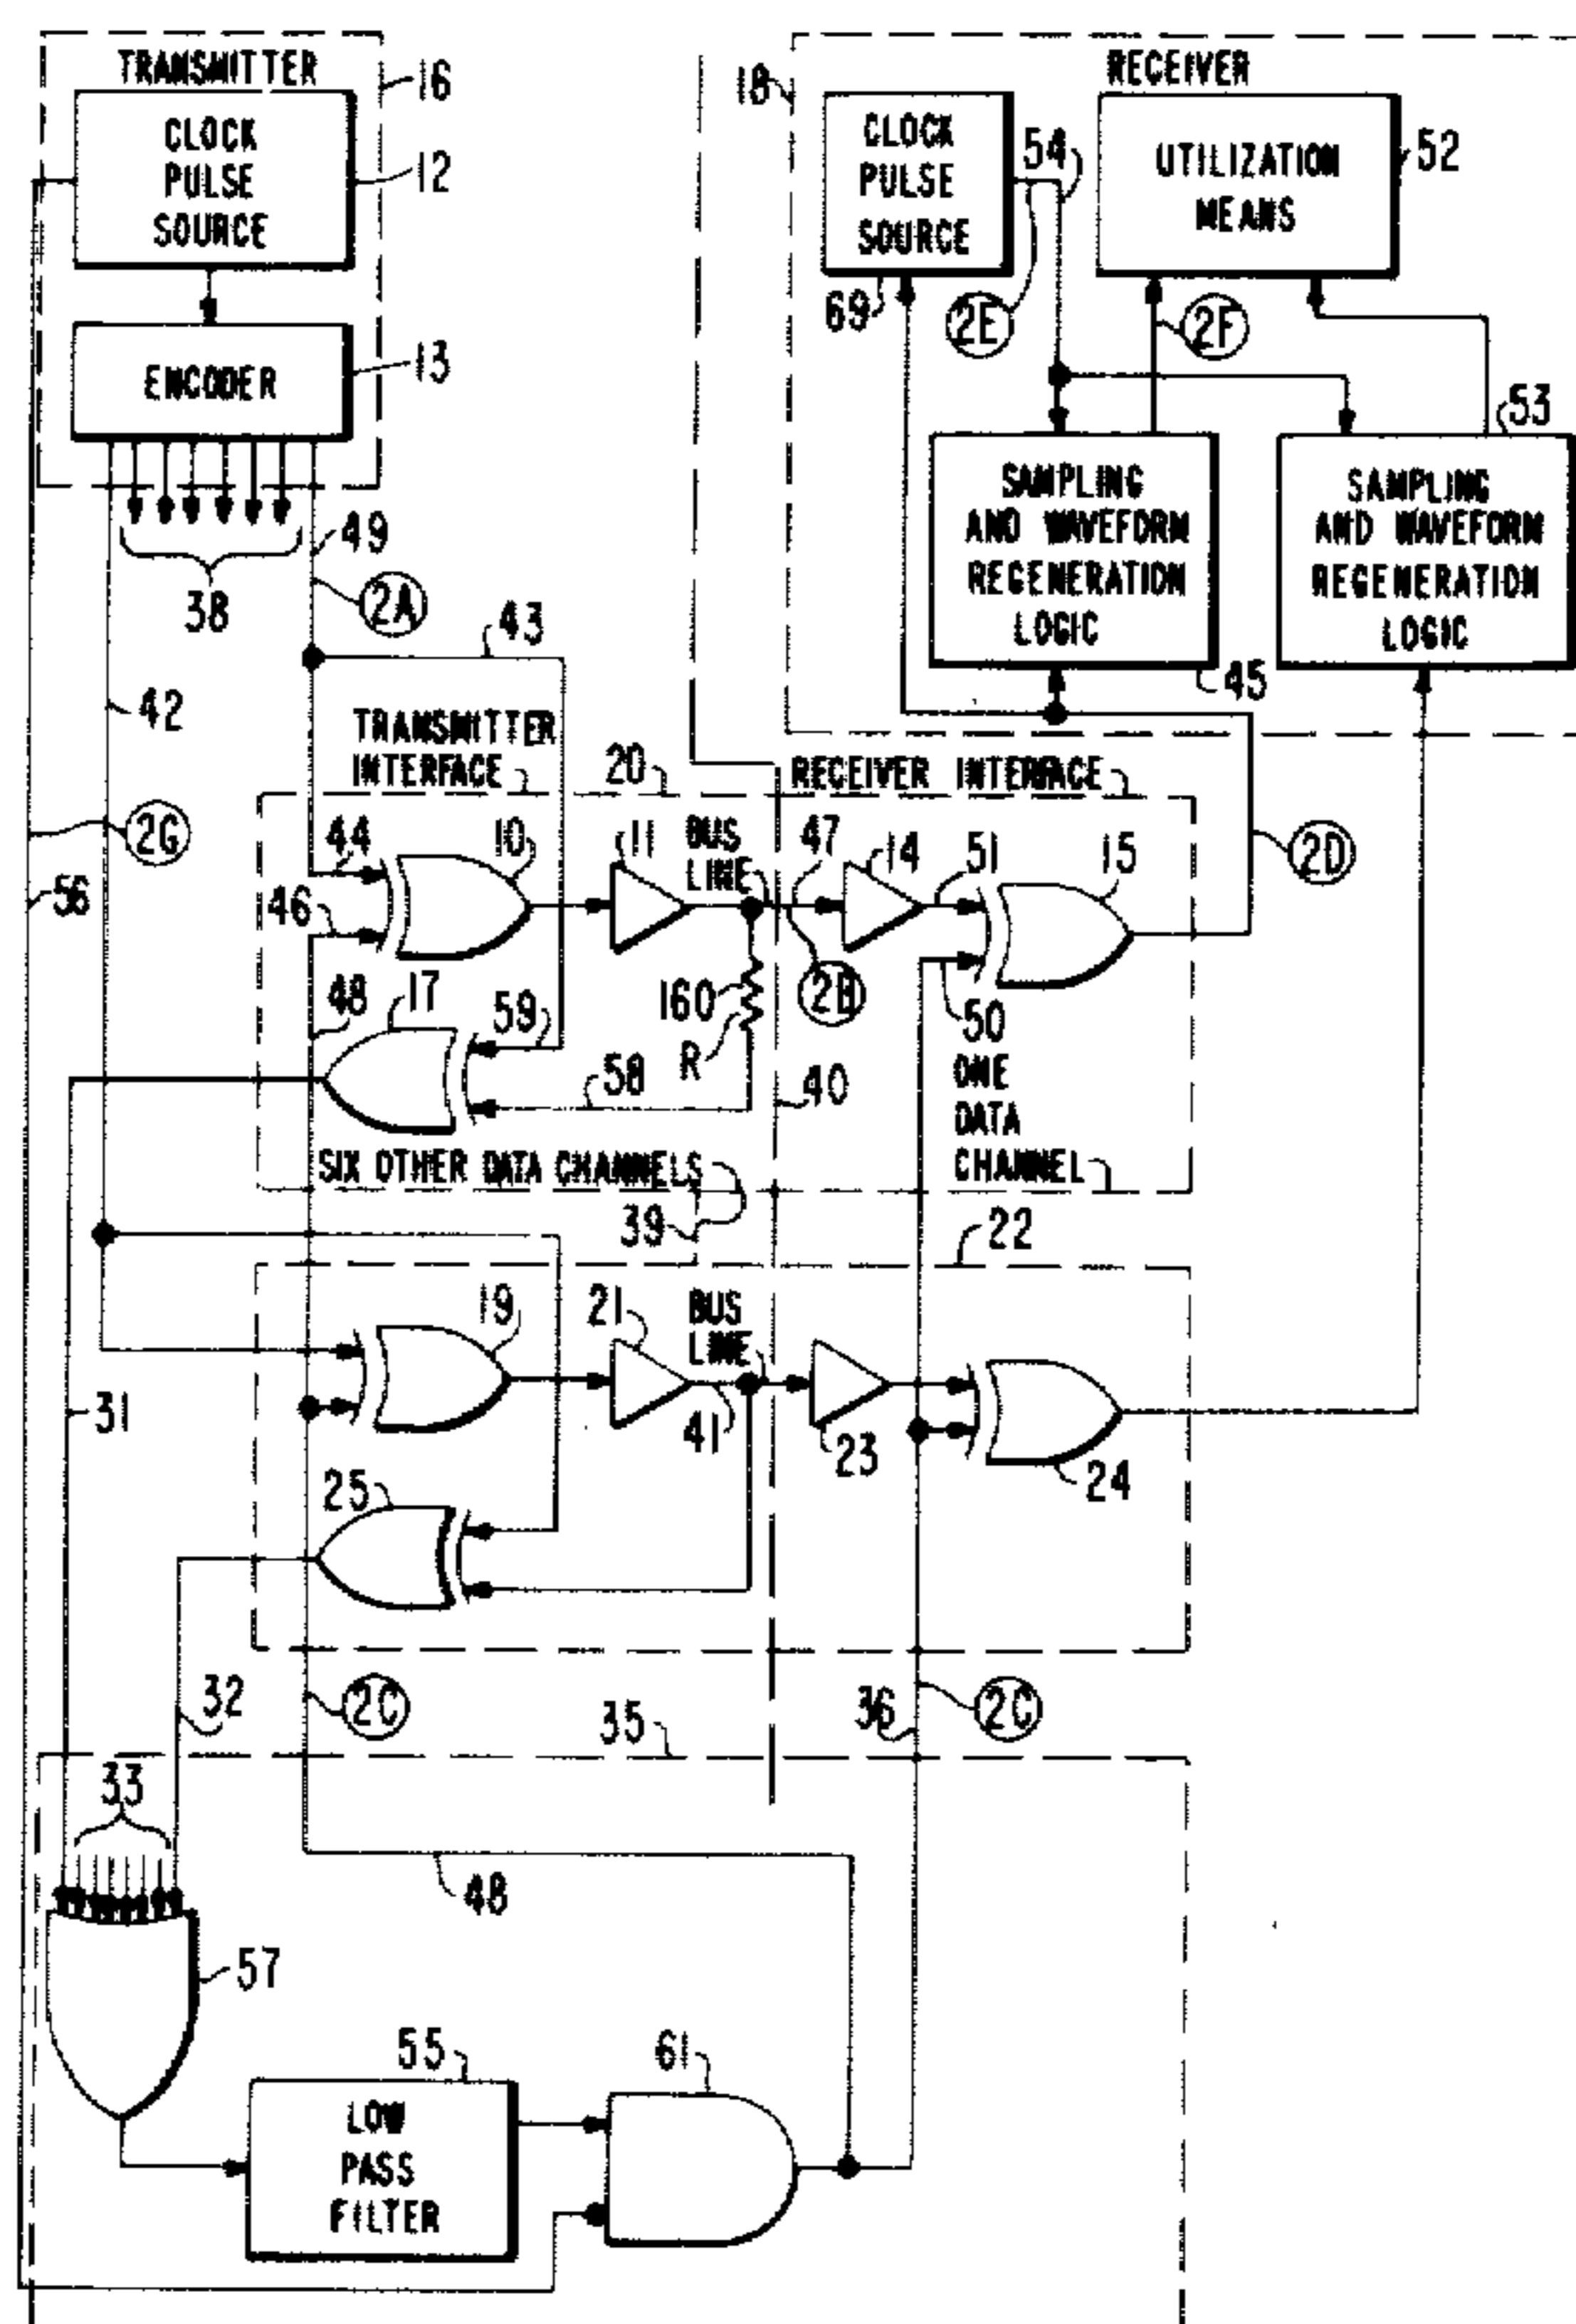 TRANSMITTER
16
CLOCK
PULSE
SOURCE
12
ENCODER
13
38
49
2A
43
42
2G
56
18
RECEIVER
CLOCK
PULSE
SOURCE
69
54
2E
UTILIZATION
MEANS
52
2F
53
SAMPLING
AND WAVEFORM
REGENERATION
LOGIC
45
SAMPLING
AND WAVEFORM
REGENERATION
LOGIC
TRANSMITTER
INTERFACE
20
RECEIVER INTERFACE
44
10
11
BUS
LINE
47
14
51
15
2D
46
48
17
59
160
R
2B
50
58
40
ONE
DATA
CHANNEL
SIX OTHER DATA CHANNELS
39
22
19
21
BUS
LINE
41
23
24
31
25
32
2C
35
36
2C
33
48
57
55
LOW
PASS
FILTER
61